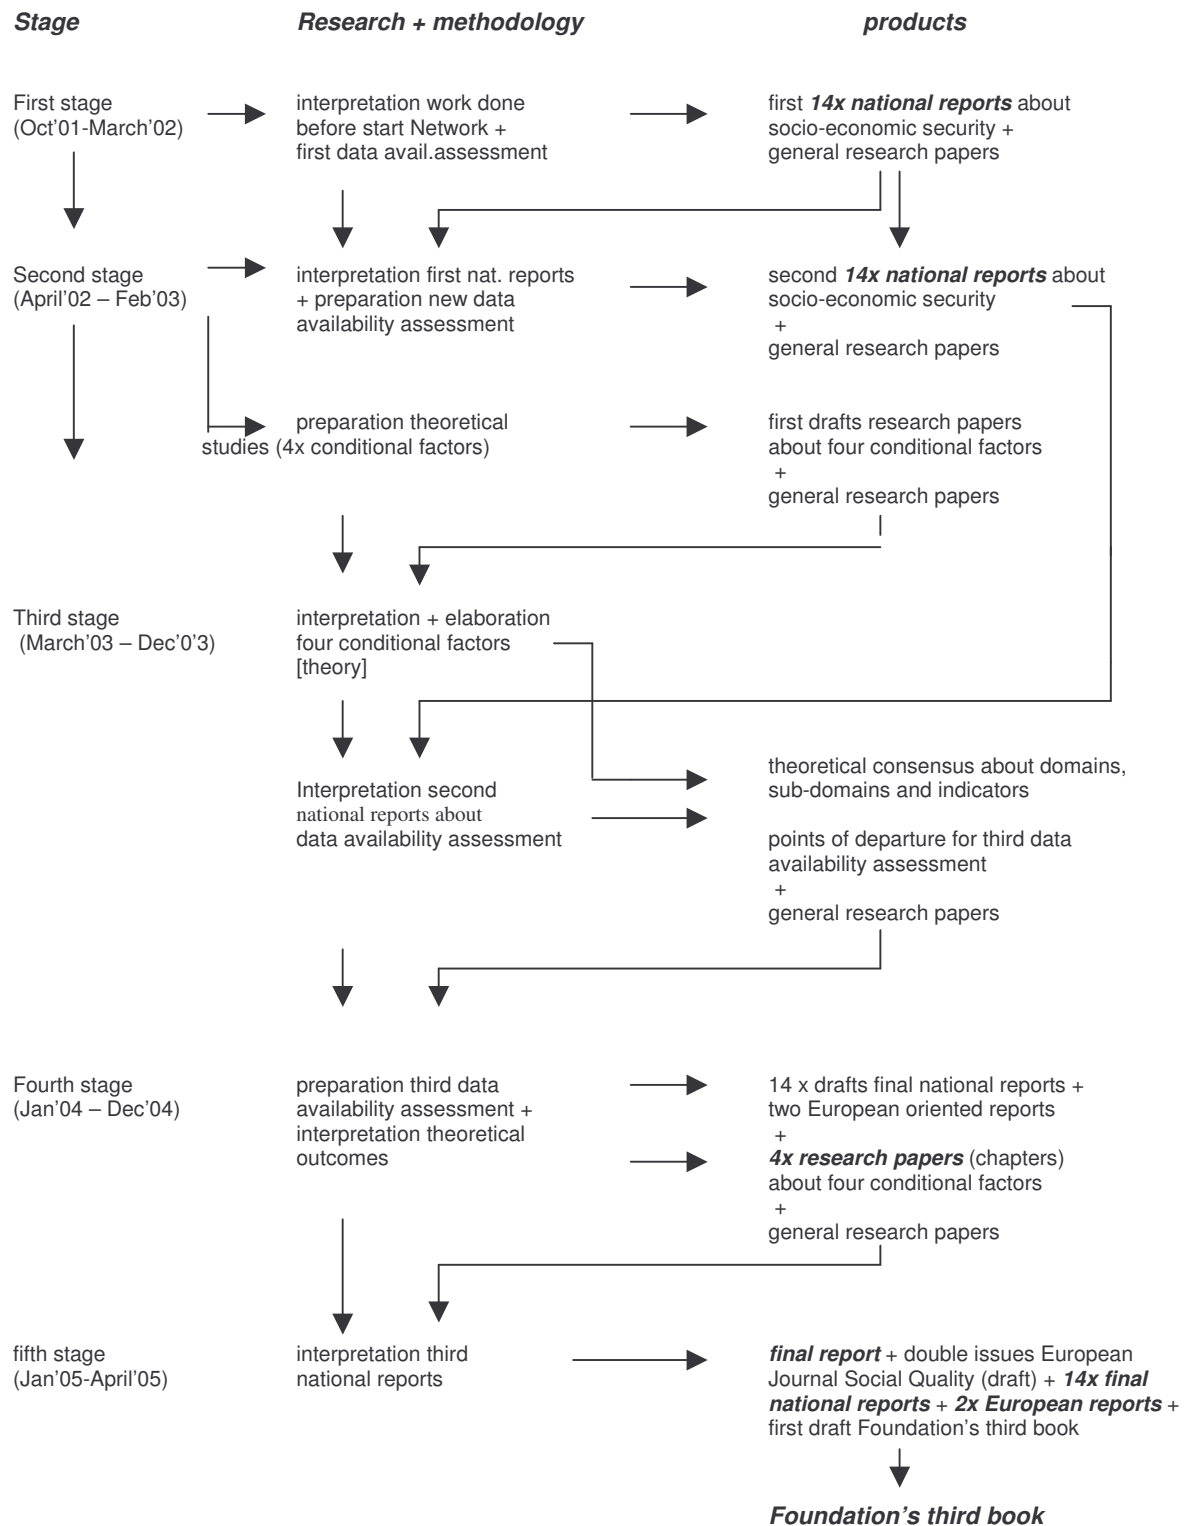 Stage
Research + methodology
products
First stage
(Oct'01-March'02)
interpretation work done
before start Network +
first data avail.assessment
first 14x national reports about
socio-economic security +
general research papers
Second stage
(April'02 – Feb'03)
interpretation first nat. reports
+ preparation new data
availability assessment
second 14x national reports about
socio-economic security
+
general research papers
preparation theoretical
studies (4x conditional factors)
first drafts research papers
about four conditional factors
+
general research papers
Third stage
(March'03 – Dec'0'3)
interpretation + elaboration
four conditional factors
[theory]
Interpretation second
national reports about
data availability assessment
theoretical consensus about domains,
sub-domains and indicators
points of departure for third data
availability assessment
+
general research papers
Fourth stage
(Jan'04 – Dec'04)
preparation third data
availability assessment +
interpretation theoretical
outcomes
14 x drafts final national reports +
two European oriented reports
+
4x research papers (chapters)
about four conditional factors
+
general research papers
fifth stage
(Jan'05-April'05)
interpretation third
national reports
final report + double issues European
Journal Social Quality (draft) + 14x final
national reports + 2x European reports +
first draft Foundation's third book
Foundation's third book